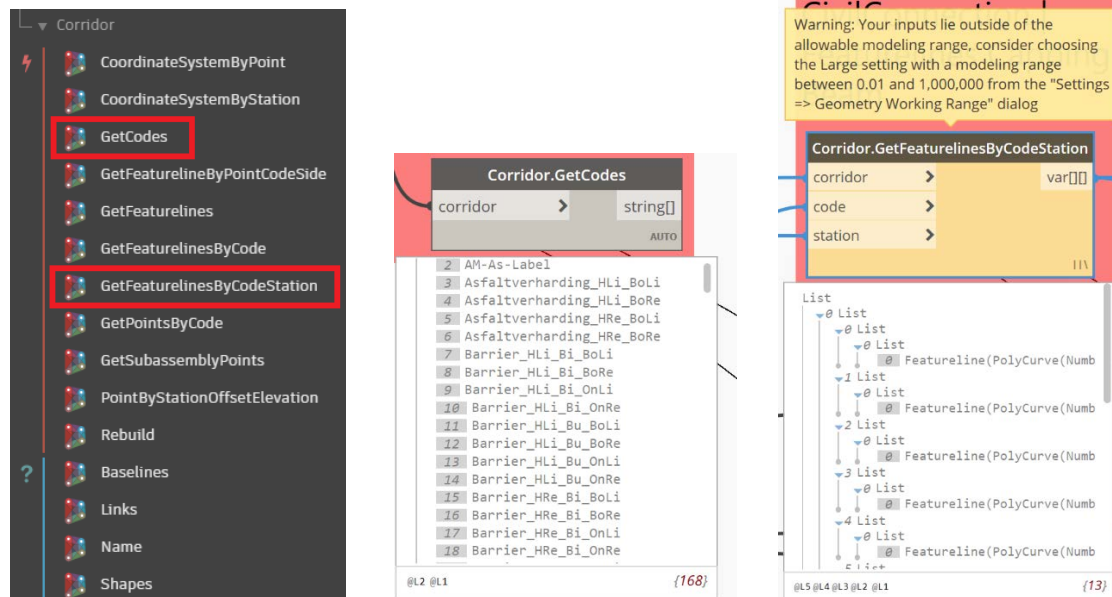 Corridor
CoordinateSystemByPoint
CoordinateSystemByStation
GetCodes
GetFeaturelineByPointCodeSide
GetFeaturelines
GetFeaturelinesByCode
GetFeaturelinesByCodeStation
GetPointsByCode
GetSubassemblyPoints
PointByStationOffsetElevation
Rebuild
?
Baselines
Links
Name
Shapes
Corridor.GetCodes
corridor > string[]
AUTO
2 AM-As-Label
3 Asfaltverharding_HLi_BoLi
4 Asfaltverharding_HLi_BoRe
5 Asfaltverharding_HRe_BoLi
6 Asfaltverharding_HRe_BoRe
7 Barrier_HLi_Bi_BoLi
8 Barrier_HLi_Bi_BoRe
9 Barrier_HLi_Bi_OnLi
10 Barrier_HLi_Bi_OnRe
11 Barrier_HLi_Bu_BoLi
12 Barrier_HLi_Bu_BoRe
13 Barrier_HLi_Bu_OnLi
14 Barrier_HLi_Bu_OnRe
15 Barrier_HRe_Bi_BoLi
16 Barrier_HRe_Bi_BoRe
17 Barrier_HRe_Bi_OnLi
18 Barrier_HRe_Bi_OnRe
@L2 @L1 {168}
Warning: Your inputs lie outside of the
allowable modeling range, consider choosing
the Large setting with a modeling range
between 0.01 and 1,000,000 from the "Settings
=> Geometry Working Range" dialog
Corridor.GetFeaturelinesByCodeStation
corridor > var[][]
code >
station >
List
0 List
0 List
0 List
0 Featureline(PolyCurve(Numb
1 List
0 List
0 Featureline(PolyCurve(Numb
2 List
0 List
0 Featureline(PolyCurve(Numb
3 List
0 List
0 Featureline(PolyCurve(Numb
4 List
0 List
0 Featureline(PolyCurve(Numb
5 List
@L5 @L4 @L3 @L2 @L1 {13}